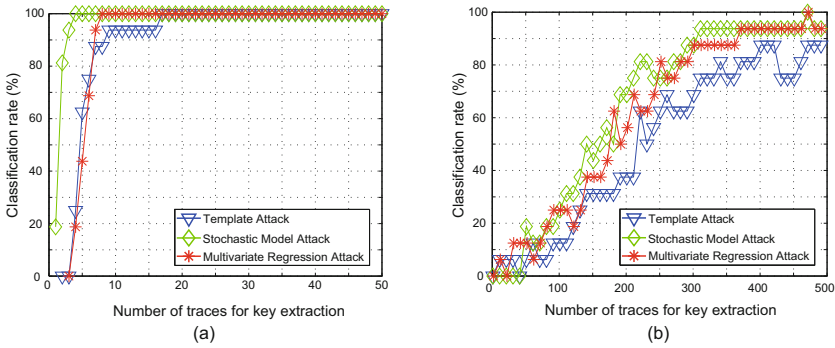 100
80
60
40
20
0
Classification rate (%)
Template Attack
Stochastic Model Attack
Multivariate Regression Attack
0 10 20 30 40 50
Number of traces for key extraction
(a)
100
80
60
40
20
0
Classification rate (%)
Template Attack
Stochastic Model Attack
Multivariate Regression Attack
0 100 200 300 400 500
Number of traces for key extraction
(b)